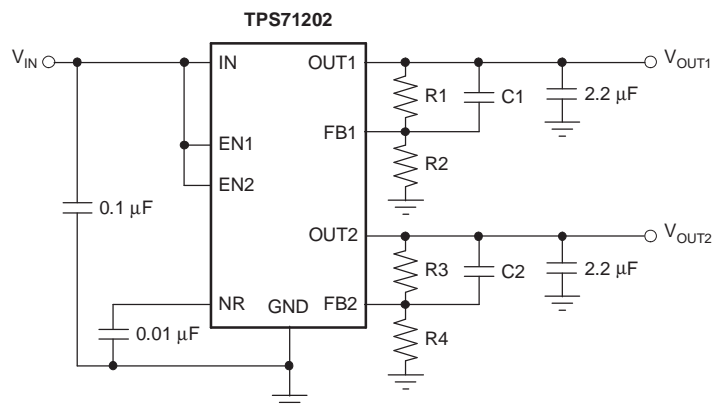 TPS71202
V_IN
IN
OUT1
V_OUT1
R1
C1
2.2 μF
FB1
EN1
R2
EN2
0.1 μF
OUT2
V_OUT2
R3
C2
2.2 μF
NR
GND
FB2
0.01 μF
R4